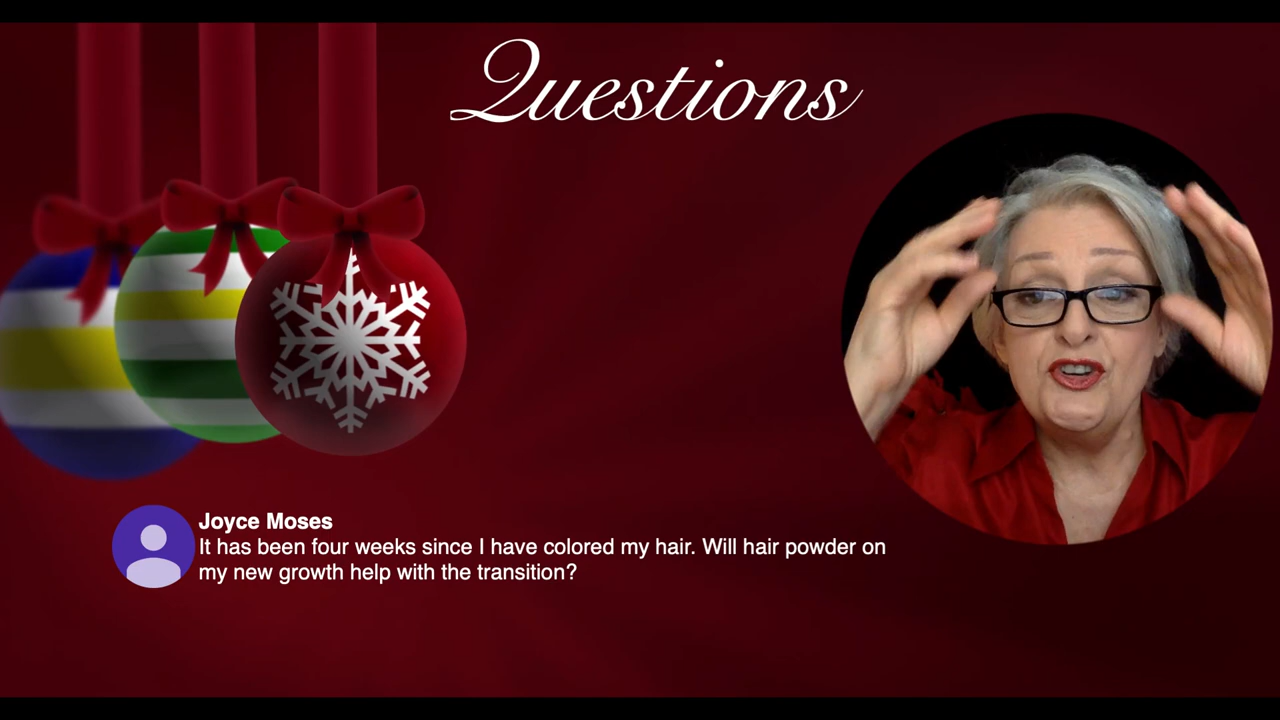 Questions
Joyce Moses
It has been four weeks since I have colored my hair. Will hair powder on
my new growth help with the transition?